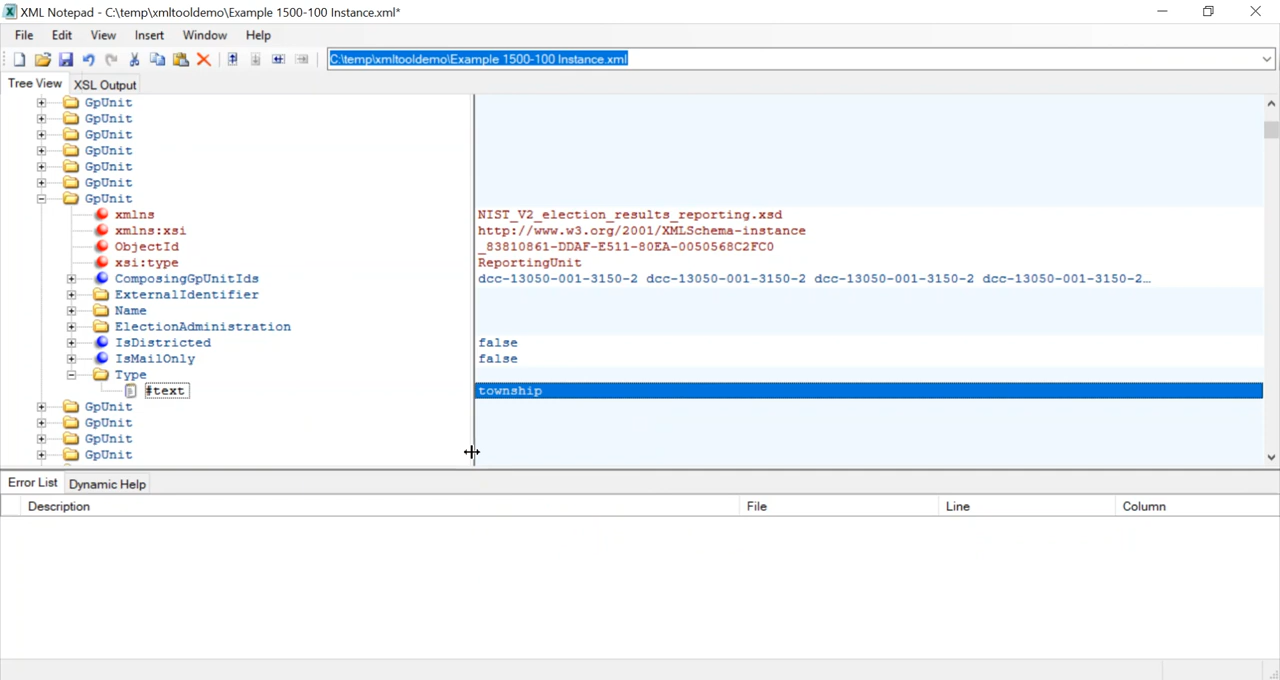 XML Notepad - C:\temp\xmltooldemo\Example 1500-100 Instance.xml*
File Edit View Insert Window Help
C:\temp\xmltooldemo\Example 1500-100 Instance.xml
Tree View XSL Output
GpUnit
GpUnit
GpUnit
GpUnit
GpUnit
GpUnit
GpUnit
xmlns NIST_V2_election_results_reporting.xsd
xmlns:xsi http://www.w3.org/2001/XMLSchema-instance
ObjectId _83810861-DDAF-E511-80EA-0050568C2FC0
xsi:type ReportingUnit
ComposingGpUnitIds dcc-13050-001-3150-2 dcc-13050-001-3150-2 dcc-13050-001-3150-2 dcc-13050-001-3150-2…
ExternalIdentifier
Name
ElectionAdministration
IsDistricted false
IsMailOnly false
Type
#text township
GpUnit
GpUnit
GpUnit
GpUnit
Error List Dynamic Help
Description File Line Column